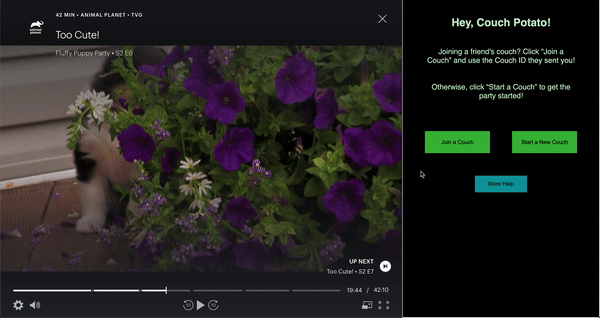 42 MIN • ANIMAL PLANET • TVG
animal
planet
Too Cute!
Fluffy Puppy Party • S2 E6
UP NEXT
Too Cute! • S2 E7
19:44 / 42:10
10
10
Hey, Couch Potato!
Joining a friend's couch? Click "Join a
Couch" and use the Couch ID they sent you!
Otherwise, click "Start a Couch" to get the
party started!
Join a Couch
Start a New Couch
More Help